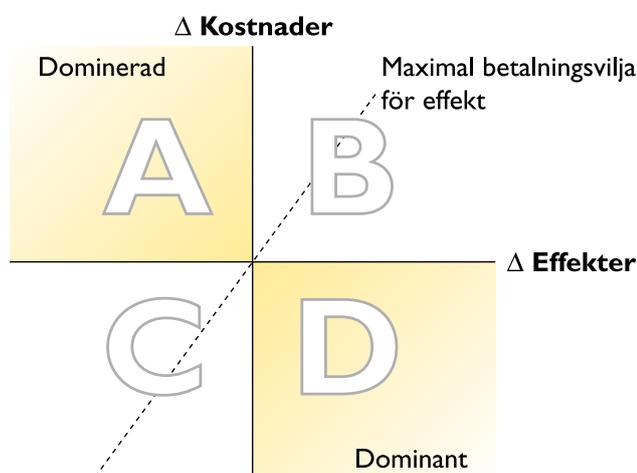 Δ Kostnader
Dominerad
Maximal betalningsvilja
för effekt
A
B
Δ Effekter
C
D
Dominant